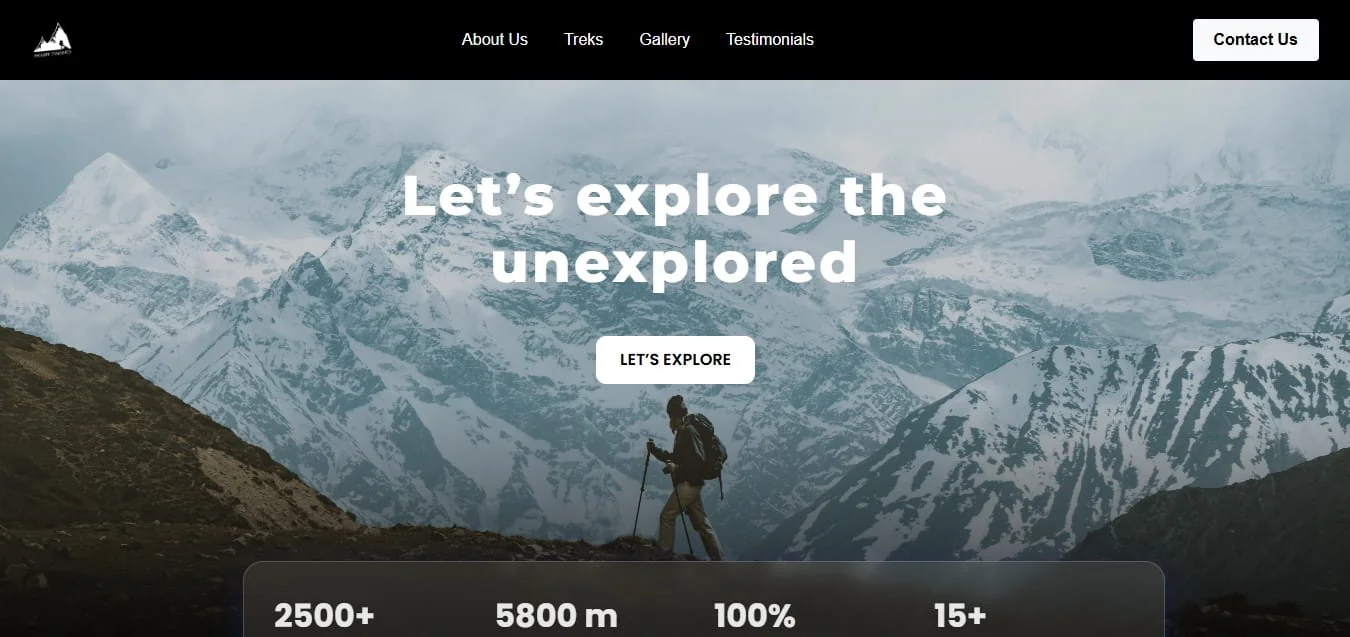 About Us
Treks
Gallery
Testimonials
Contact Us
Let’s explore the
unexplored
LET’S EXPLORE
2500+
5800 m
100%
15+